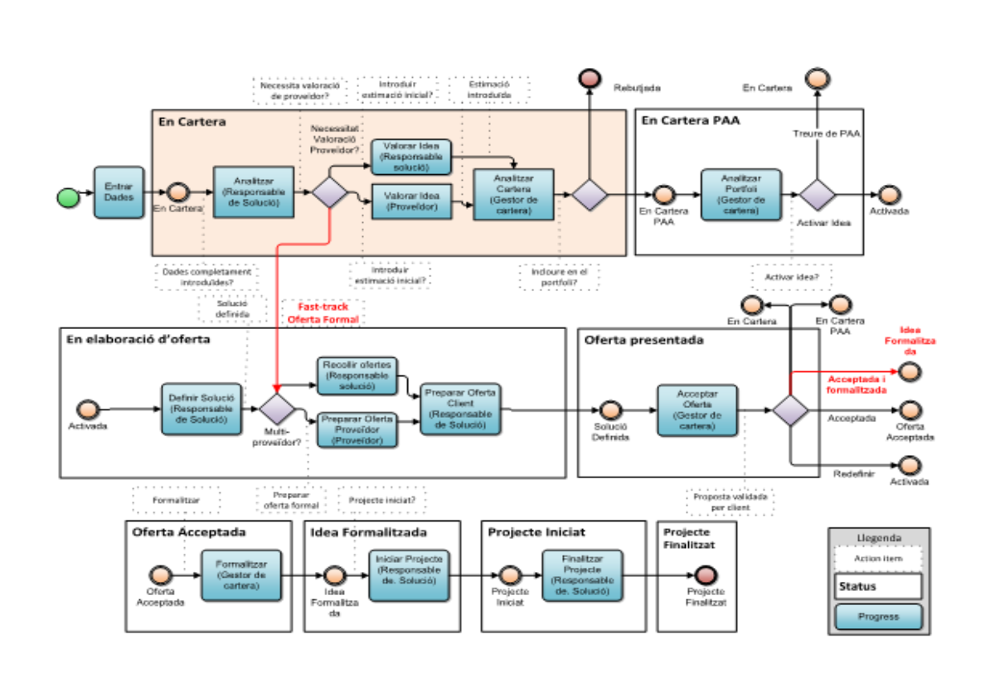 Necessita valoració
de proveïdor?
Introduir
estimació inicial?
Estimació
introduïda
Rebutjada
En Cartera
En Cartera
Necessitat
Valoració
Proveïdor?
Entrar
Dades
En Cartera
Analitzar
(Responsable
de Solució)
Valorar Idea
(Responsable
solució)
Valorar Idea
(Proveïdor)
Analitzar
Cartera
(Gestor de
cartera)
En Cartera PAA
Treure de PAA
En Cartera
PAA
Analitzar
Portfoli
(Gestor de
cartera)
Activar Idea
Activada
Dades completament
introduïdes?
Introduir
estimació inicial?
Incloure en el
portfoli?
Activar idea?
Solució
definida
Fast-track
Oferta Formal
En elaboració d'oferta
Activada
Definir Solució
(Responsable
de Solució)
Multi-
proveïdor?
Recollir ofertes
(Responsable
solució)
Preparar Oferta
Proveïdor
(Proveïdor)
Preparar Oferta
Client
(Responsable
de Solució)
Oferta presentada
Solució
Definida
Acceptar
Oferta
(Gestor de
cartera)
En Cartera
En Cartera
PAA
Idea
Formalitza
da
Acceptada i
formalitzada
Acceptada
Oferta
Acceptada
Redefinir
Activada
Formalitzar
Preparar
oferta formal
Projecte iniciat?
Proposta validada
per client
Oferta Acceptada
Oferta
Acceptada
Formalitzar
(Gestor de
cartera)
Idea Formalitzada
Idea
Formalitza
da
Iniciar Projecte
(Responsable
de. Solució)
Projecte Iniciat
Projecte
Iniciat
Finalitzar
Projecte
(Responsable
de. Solució)
Projecte
Finalitzat
Projecte
Finalitzat
Llegenda
Action item
Status
Progress